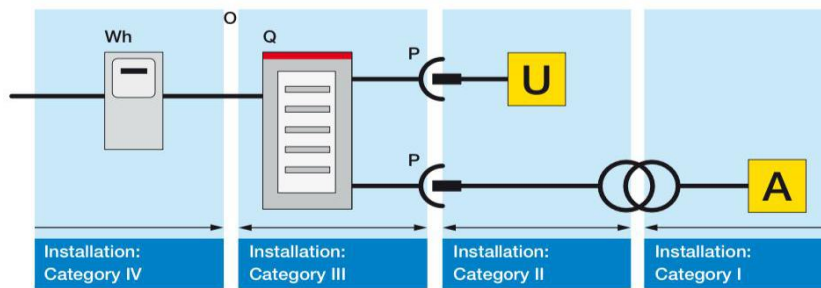 O
Wh
Q
P
U
P
A
Installation:
Category IV
Installation:
Category III
Installation:
Category II
Installation:
Category I